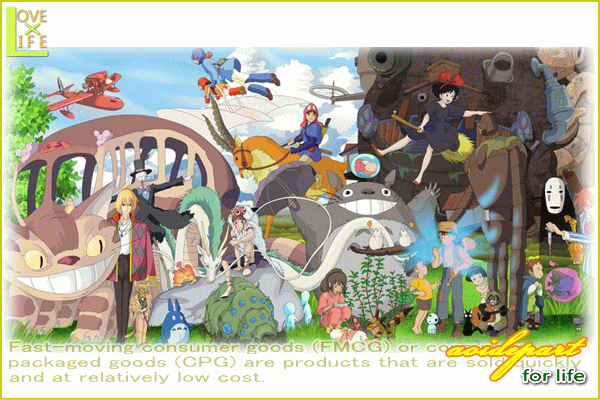 LOVE
×
LIFE
Fast-moving consumer goods (FMCG) or co
packaged goods (CPG) are products that are sold quickly
and at relatively low cost.
aoidepart
for life